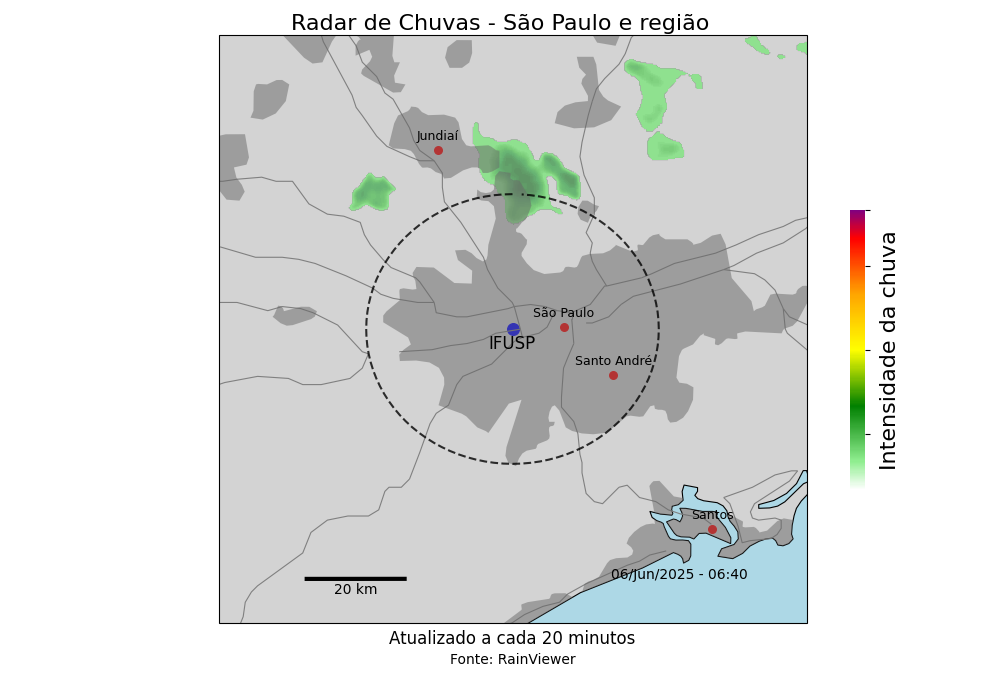 Radar de Chuvas - São Paulo e região
Jundiaí
São Paulo
IFUSP
Santo André
Intensidade da chuva
Santos
06/Jun/2025 - 06:40
20 km
Atualizado a cada 20 minutos
Fonte: RainViewer